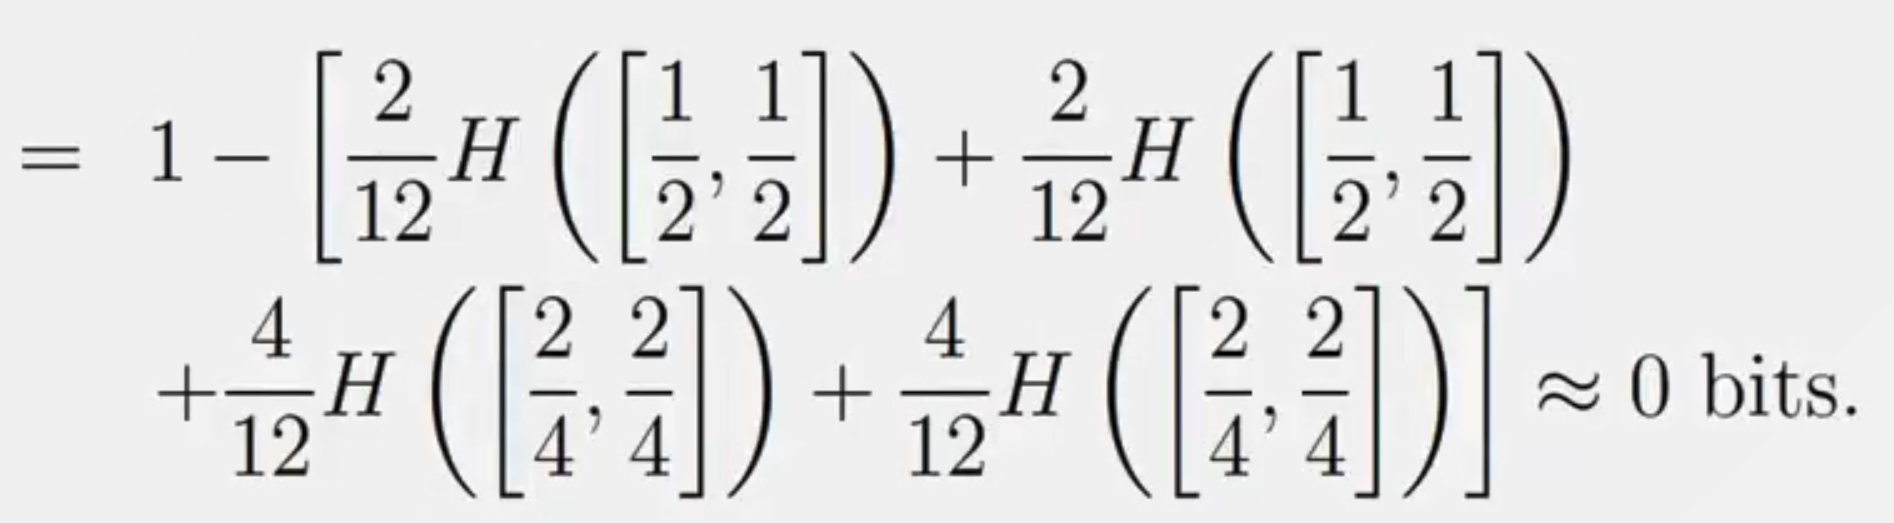 = 1 − [ 2/12 H ( [ 1/2 , 1/2 ] ) + 2/12 H ( [ 1/2 , 1/2 ] )
+ 4/12 H ( [ 2/4 , 2/4 ] ) + 4/12 H ( [ 2/4 , 2/4 ] ) ] ≈ 0 bits.